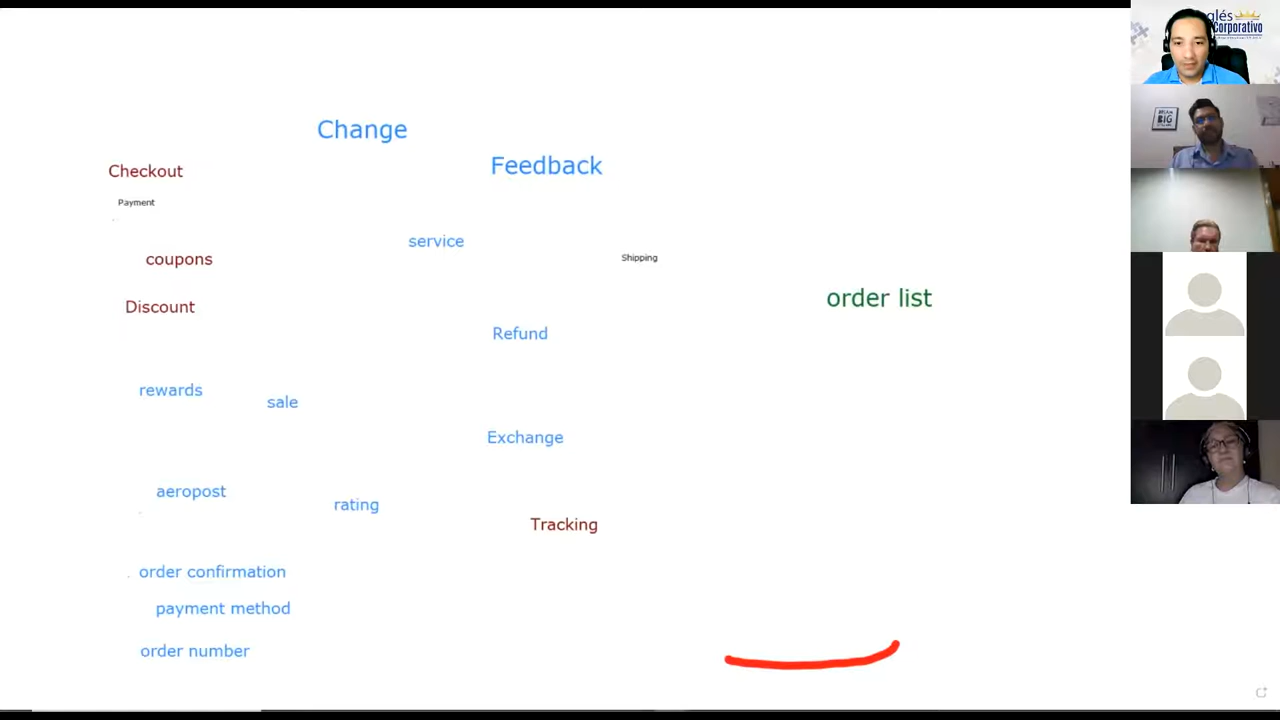 Change
Feedback
Checkout
Payment
service
coupons
Shipping
order list
Discount
Refund
rewards
sale
Exchange
aeropost
rating
Tracking
order confirmation
payment method
order number
Corporativo
BIG